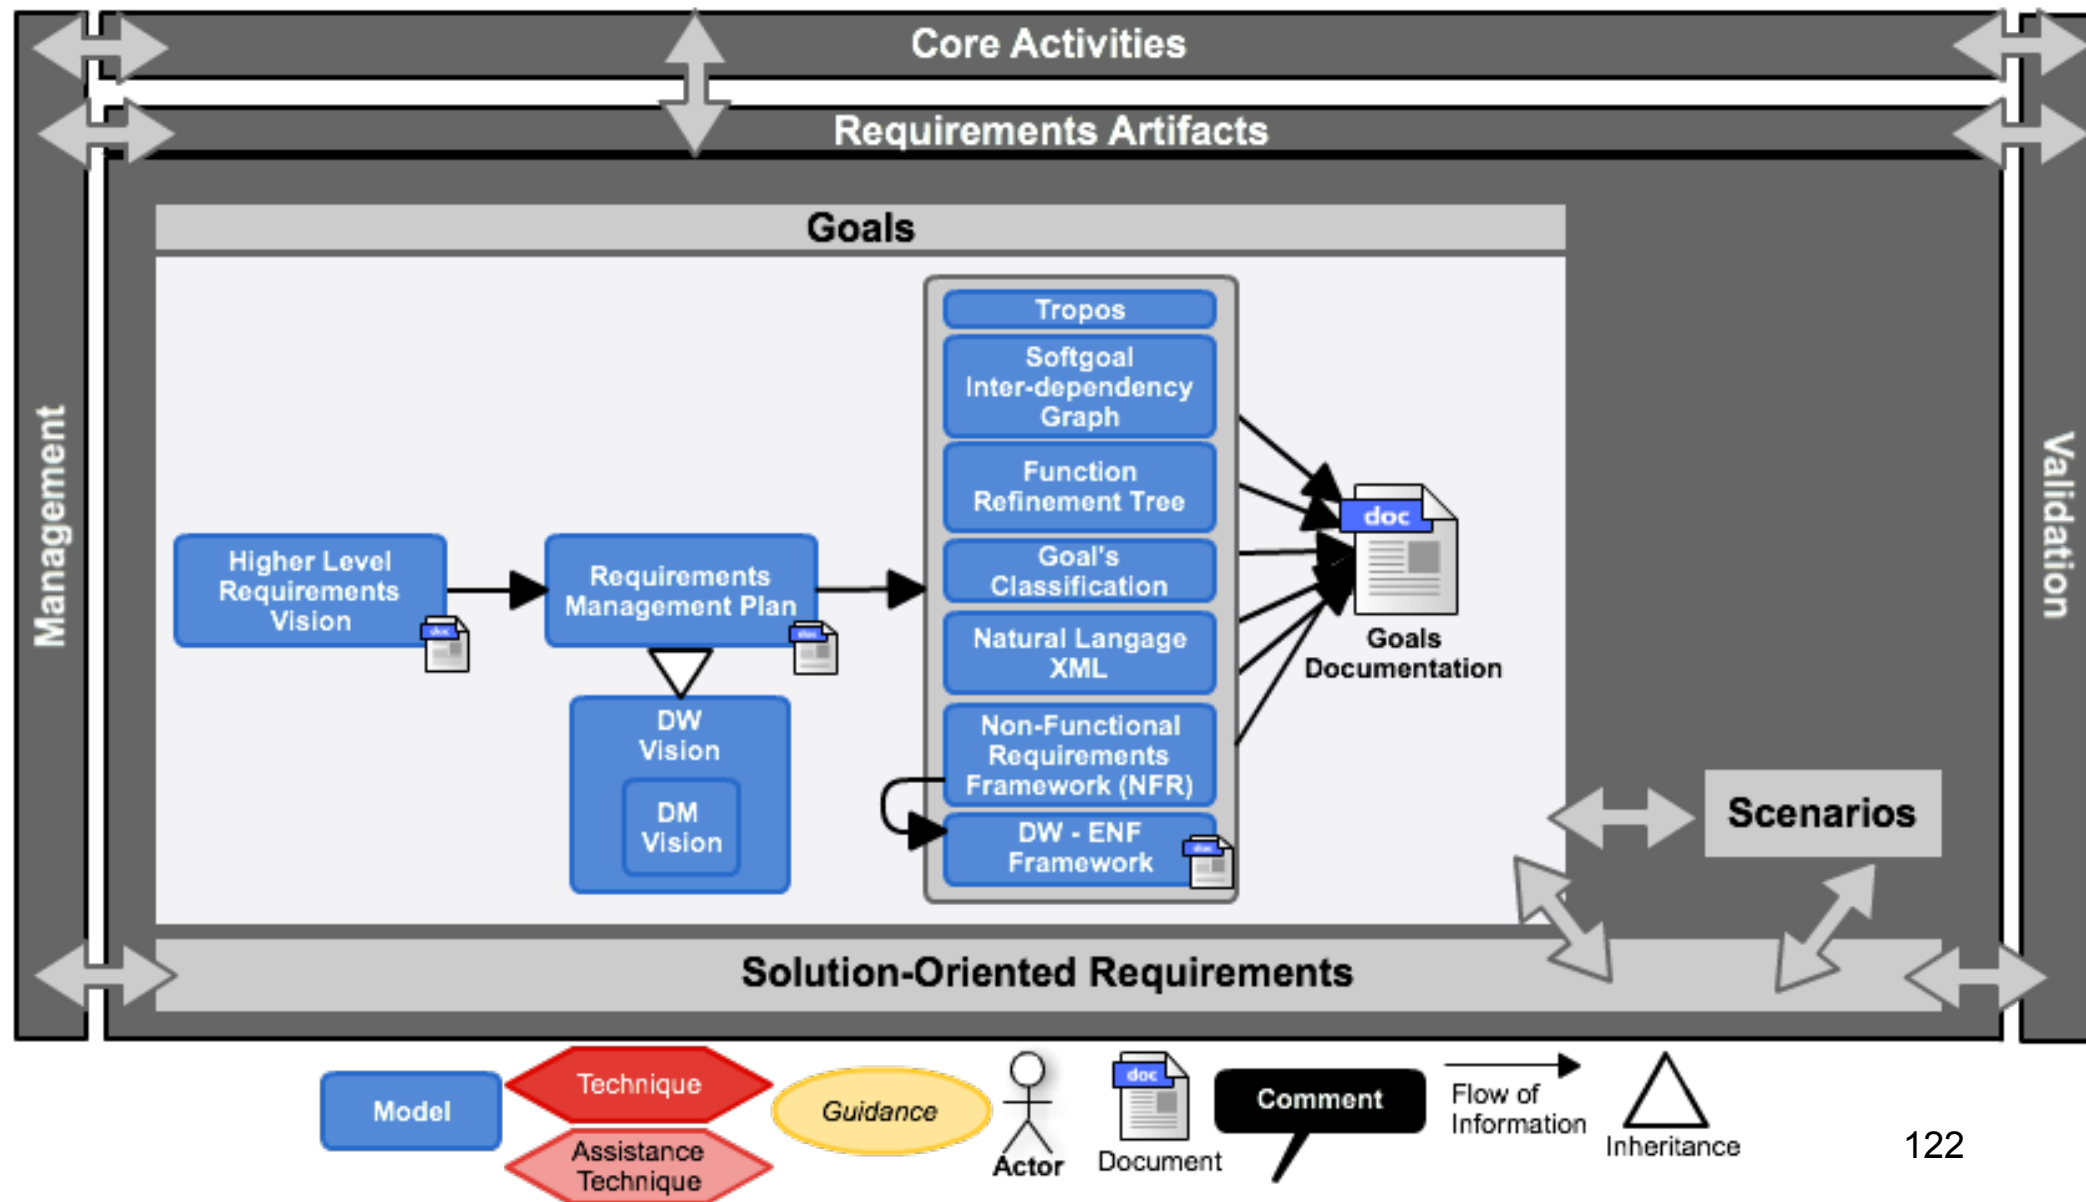 Core Activities
Requirements Artifacts
Management
Validation
Goals
Tropos
Softgoal
Inter-dependency
Graph
Function
Refinement Tree
Goal's
Classification
Natural Langage
XML
Non-Functional
Requirements
Framework (NFR)
DW - ENF
Framework
doc
Higher Level
Requirements
Vision
doc
Requirements
Management Plan
doc
DW
Vision
DM
Vision
doc
Goals
Documentation
Scenarios
Solution-Oriented Requirements
Model
Technique
Assistance
Technique
Guidance
Actor
doc
Document
Comment
Flow of
Information
Inheritance
122